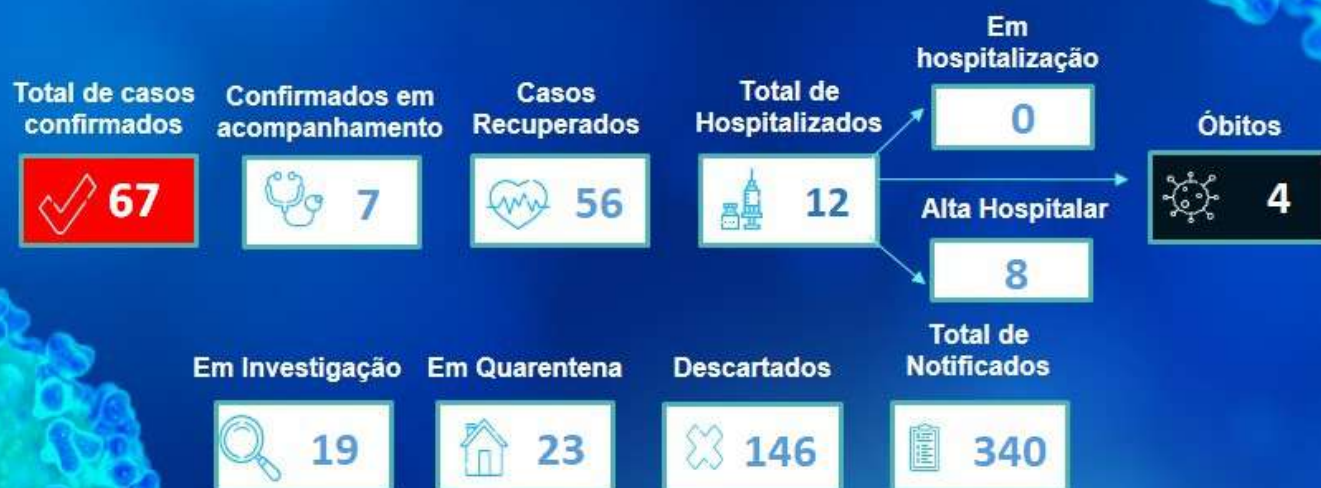 Total de casos
confirmados
67
Confirmados em
acompanhamento
7
Casos
Recuperados
56
Total de
Hospitalizados
12
Em
hospitalização
0
Alta Hospitalar
8
Óbitos
4
Em Investigação
19
Em Quarentena
23
Descartados
146
Total de
Notificados
340